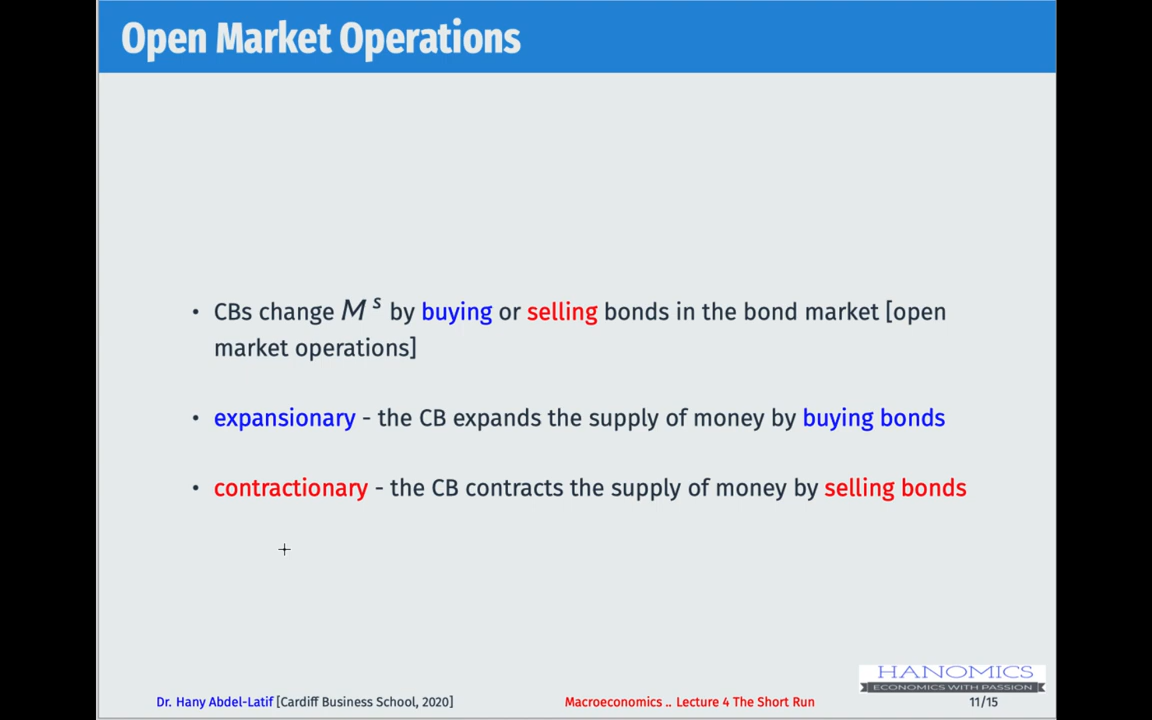 Open Market Operations
• CBs change M s by buying or selling bonds in the bond market [open
market operations]
• expansionary - the CB expands the supply of money by buying bonds
• contractionary - the CB contracts the supply of money by selling bonds
HANOMICS
ECONOMICS WITH PASSION
Dr. Hany Abdel-Latif [Cardiff Business School, 2020] Macroeconomics .. Lecture 4 The Short Run 11/15